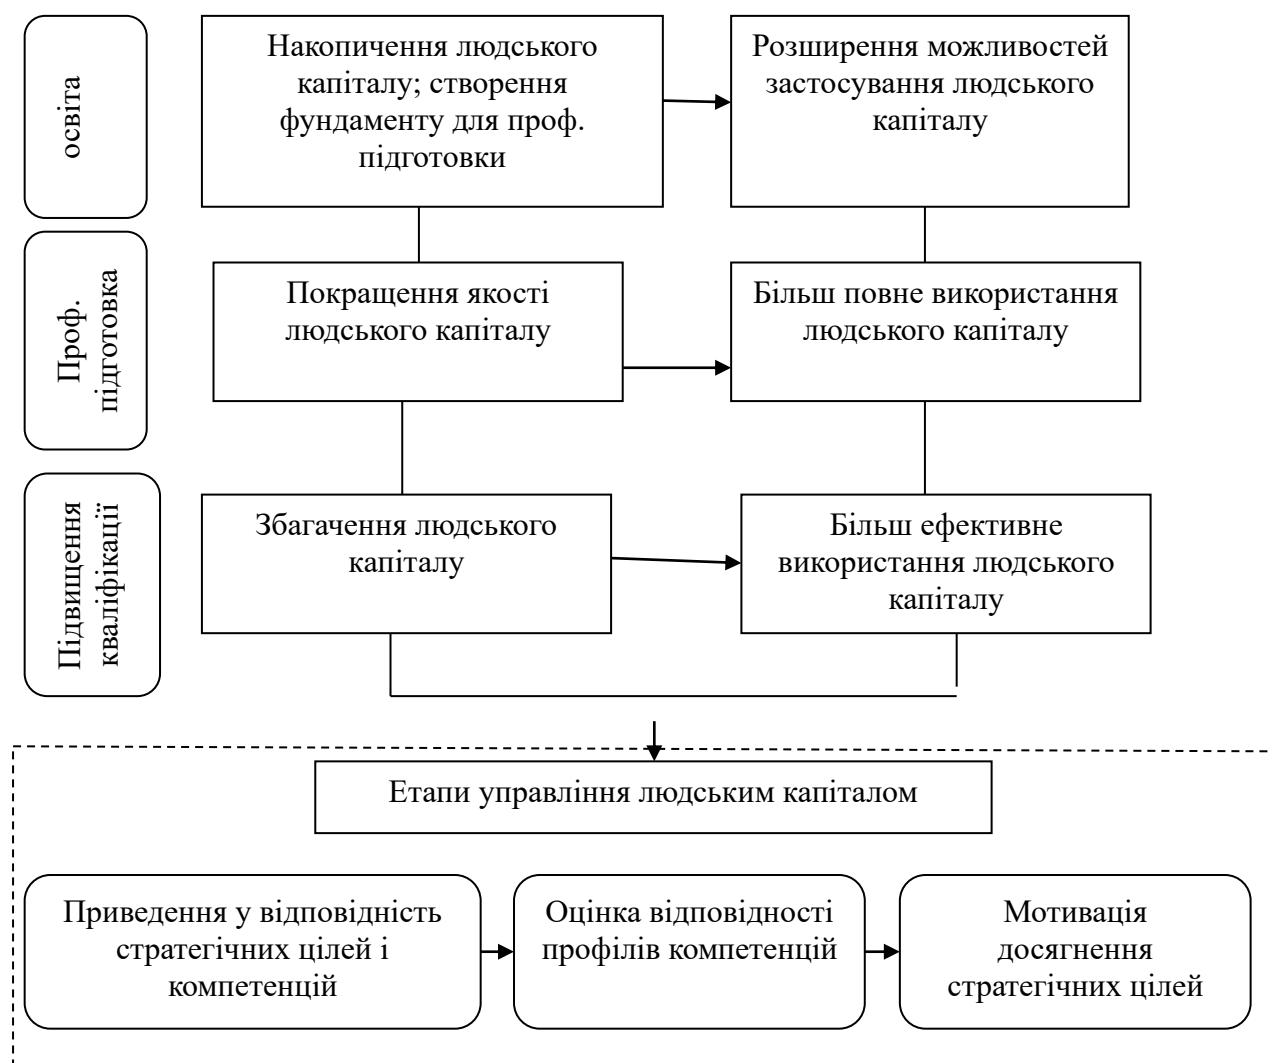 освіта
Накопичення людського
капіталу; створення
фундаменту для проф.
підготовки
Розширення можливостей
застосування людського
капіталу
Проф.
підготовка
Покращення якості
людського капіталу
Більш повне використання
людського капіталу
Підвищення
кваліфікації
Збагачення людського
капіталу
Більш ефективне
використання людського
капіталу
Етапи управління людським капіталом
Приведення у відповідність
стратегічних цілей і
компетенцій
Оцінка відповідності
профілів компетенцій
Мотивація
досягнення
стратегічних цілей